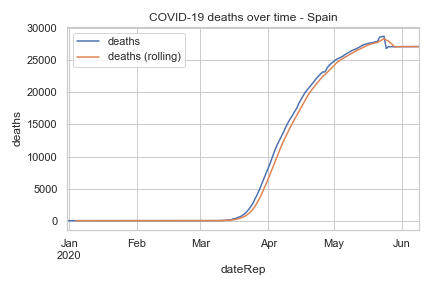 COVID-19 deaths over time - Spain
deaths
deaths (rolling)
30000
25000
20000
15000
10000
5000
0
deaths
Jan
2020
Feb
Mar
Apr
May
Jun
dateRep